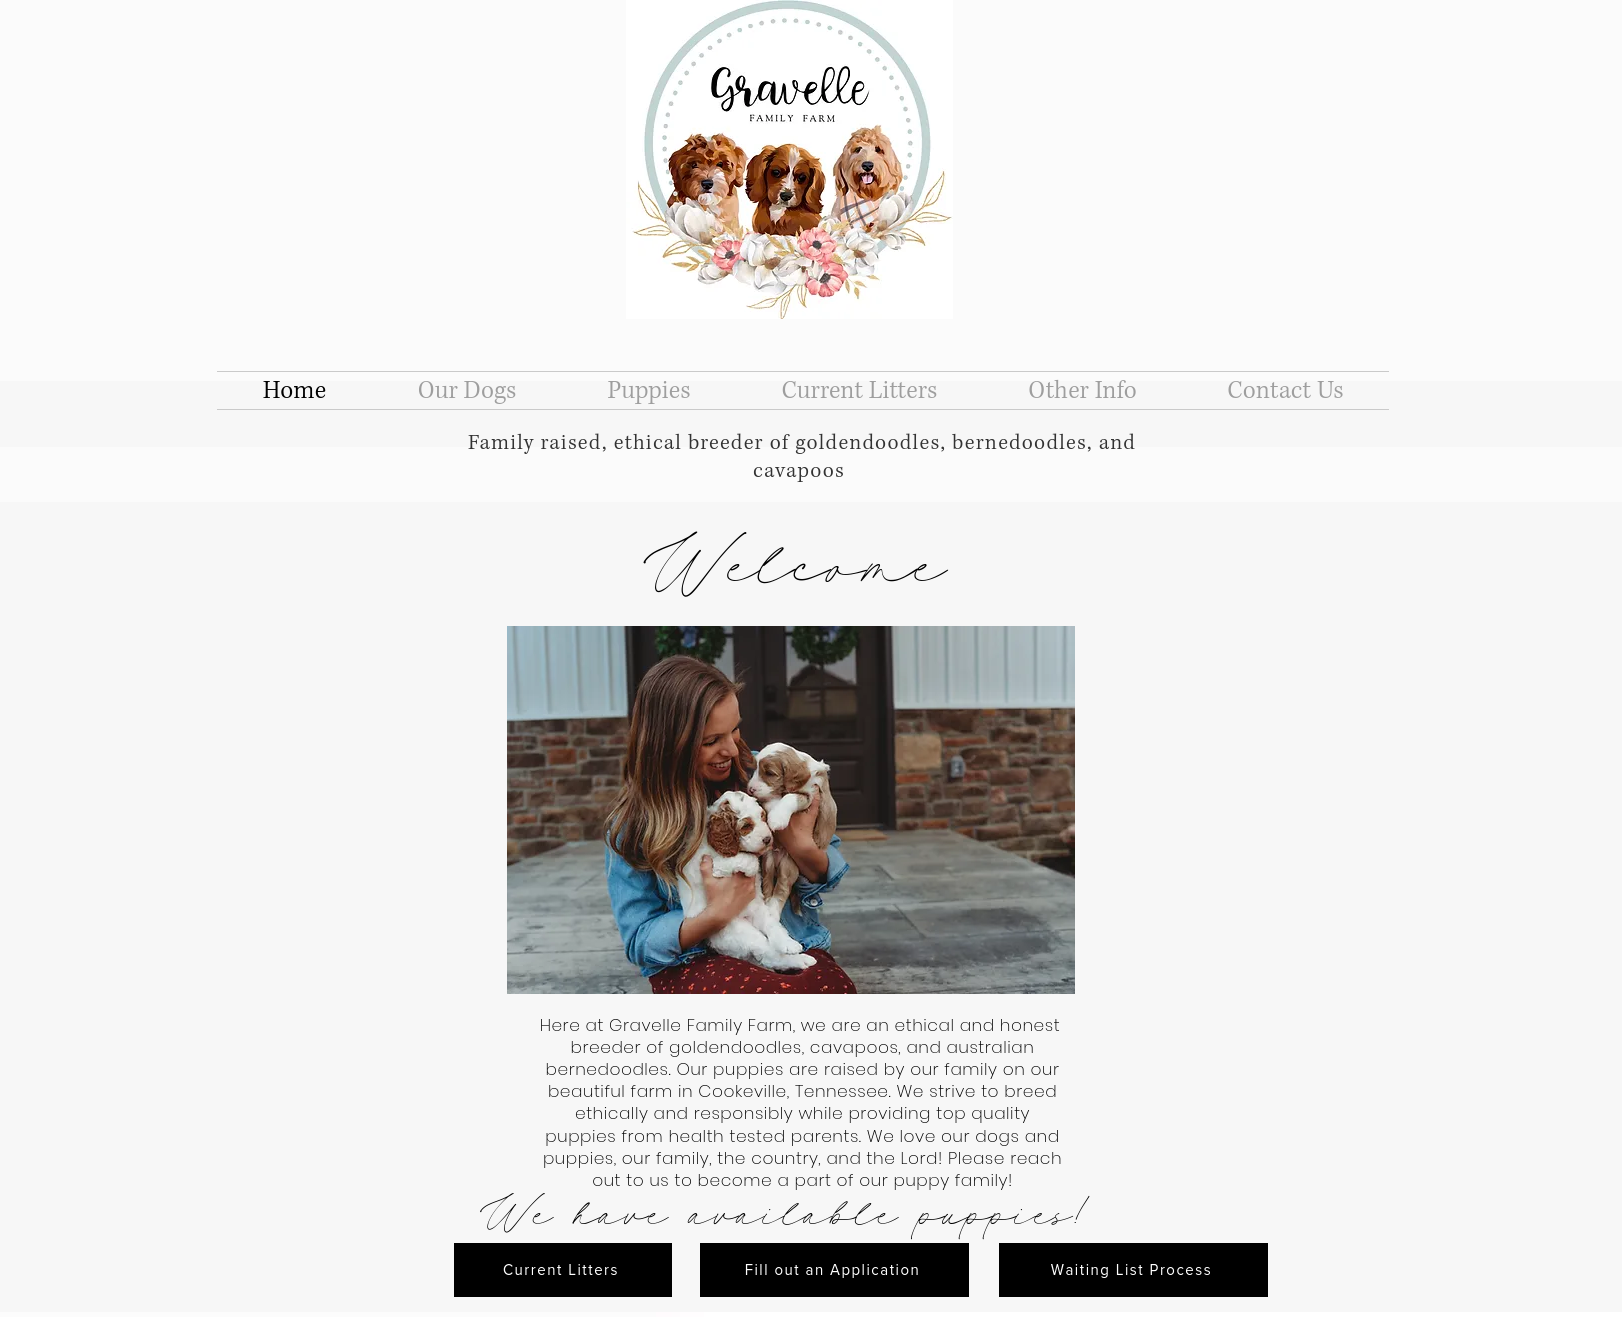 Gravelle
FAMILY FARM
Home Our Dogs Puppies Current Litters Other Info Contact Us
Family raised, ethical breeder of goldendoodles, bernedoodles, and
cavapoos
Welcome
Here at Gravelle Family Farm, we are an ethical and honest
breeder of goldendoodles, cavapoos, and australian
bernedoodles. Our puppies are raised by our family on our
beautiful farm in Cookeville, Tennessee. We strive to breed
ethically and responsibly while providing top quality
puppies from health tested parents. We love our dogs and
puppies, our family, the country, and the Lord! Please reach
out to us to become a part of our puppy family!
We have available puppies!
Current Litters Fill out an Application Waiting List Process